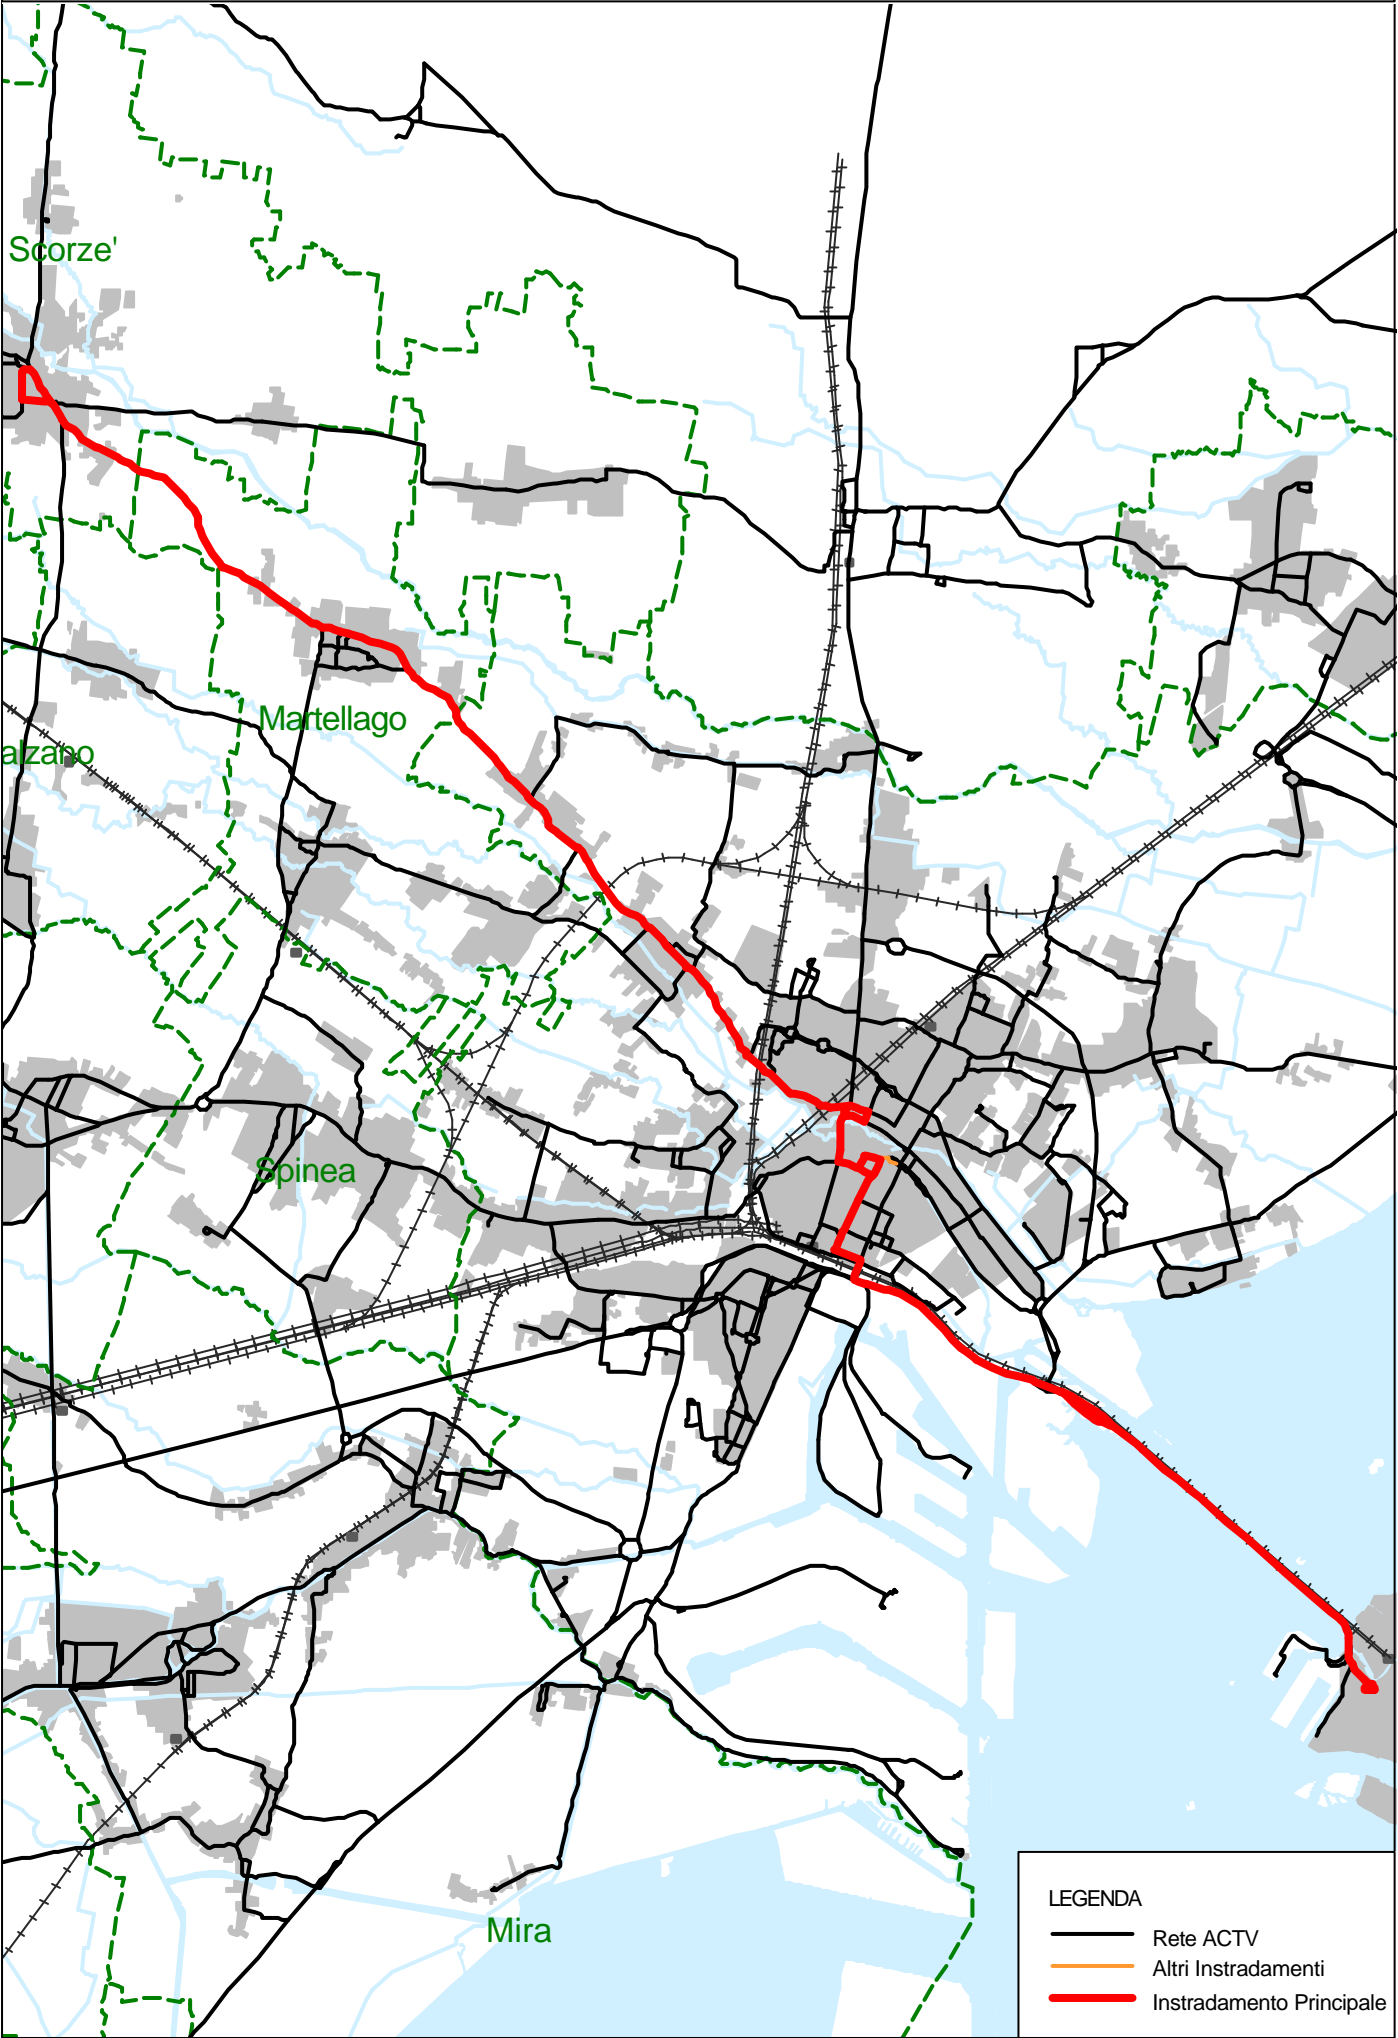 Scorze'
Martellago
alzano
Spinea
Mira
LEGENDA
Rete ACTV
Altri Instradamenti
Instradamento Principale